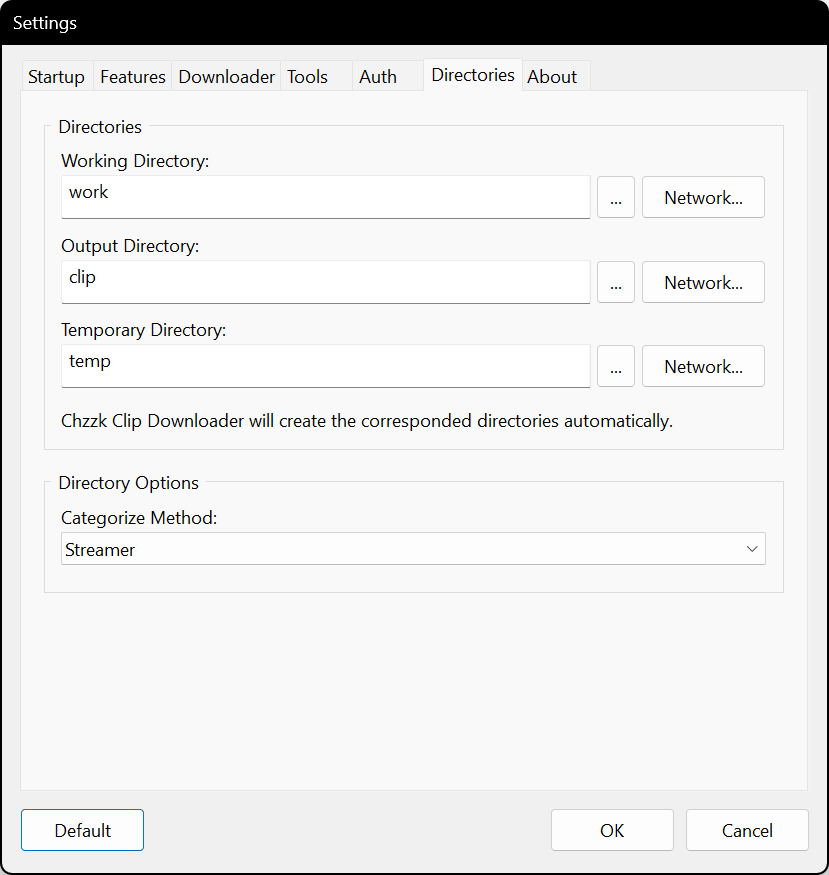 Settings
Startup Features Downloader Tools Auth Directories About
Directories
Working Directory:
work ... Network...
Output Directory:
clip ... Network...
Temporary Directory:
temp ... Network...
Chzzk Clip Downloader will create the corresponded directories automatically.
Directory Options
Categorize Method:
Streamer
Default OK Cancel